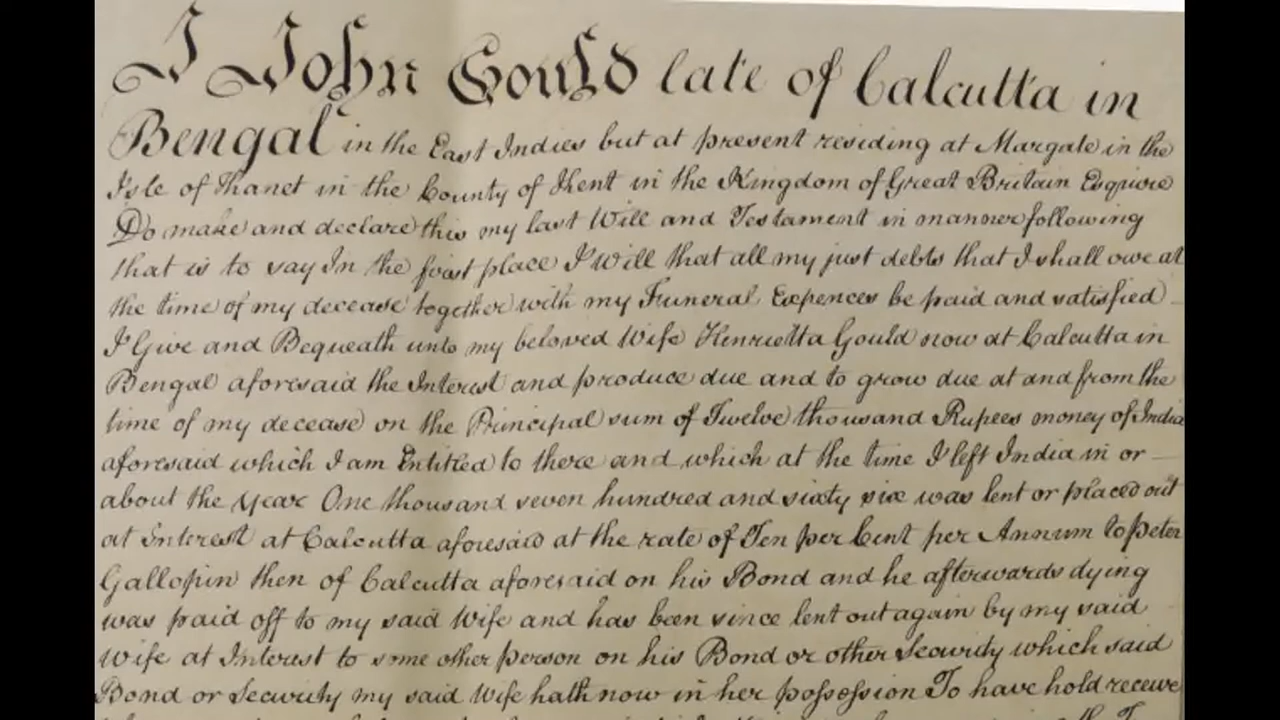 I John Gould late of Calcutta in
Bengal in the East Indies but at present residing at Margate in the
Isle of Thanet in the County of Kent in the Kingdom of Great Britain Esquire
Do make and declare this my last Will and Testament in manner following
that is to say In the first place I Will that all my just debts that I shall owe at
the time of my decease together with my Funeral Expences be paid and satisfied
I Give and Bequeath unto my beloved Wife Henrietta Gould now at Calcutta in
Bengal aforesaid the Interest and produce due and to grow due at and from the
time of my decease on the Principal sum of Twelve thousand Rupees money of India
aforesaid which I am Entitled to there and which at the time I left India in or
about the Year One thousand seven hundred and sixty six was lent or placed out
at Interest at Calcutta aforesaid at the rate of Ten per Cent per Annum to Peter
Gallopin then of Calcutta aforesaid on his Bond and he afterwards dying
was paid off to my said Wife and has been since lent out again by my said
Wife at Interest to some other person on his Bond or other Security which said
Bond or Security my said Wife hath now in her possession To have hold receive